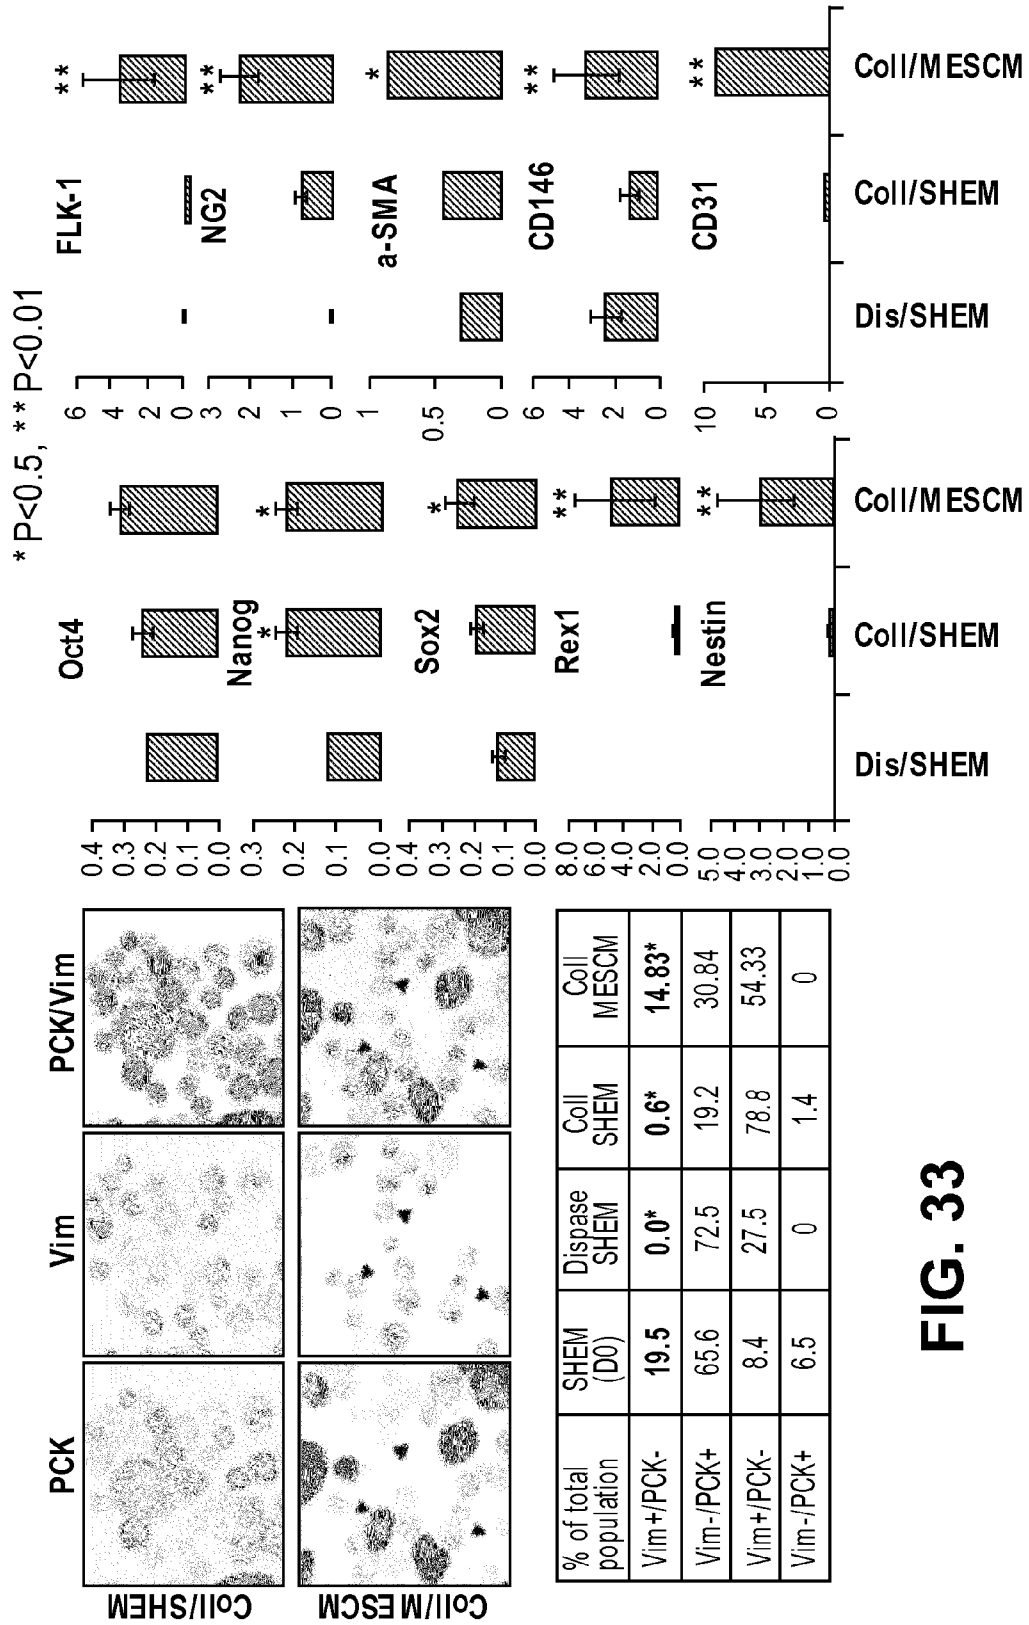 *P<0.5, **P<0.01
PCK
Vim
PCK/Vim
Coll/SHEM
Coll/MESCM
% of total population
SHEM (D0)
Dispase SHEM
Coll SHEM
Coll MESCM
Vim+/PCK- 19.5 0.0* 0.6* 14.83*
Vim-/PCK+ 65.6 72.5 19.2 30.84
Vim+/PCK- 8.4 27.5 78.8 54.33
Vim-/PCK+ 6.5 0 1.4 0
Oct4
0.4
0.3
0.2
0.1
0.0
Nanog
0.3
0.2
0.1
0.0
*
*
Sox2
0.4
0.3
0.2
0.1
0.0
*
Rex1
8.0
6.0
4.0
2.0
0.0
**
Nestin
5.0
4.0
3.0
2.0
1.0
0.0
**
Dis/SHEM
Coll/SHEM
Coll/MESCM
FLK-1
6
4
2
0
**
NG2
3
2
1
0
**
a-SMA
1
0.5
0
*
CD146
6
4
2
0
**
CD31
10
5
0
**
Dis/SHEM
Coll/SHEM
Coll/MESCM
FIG. 33